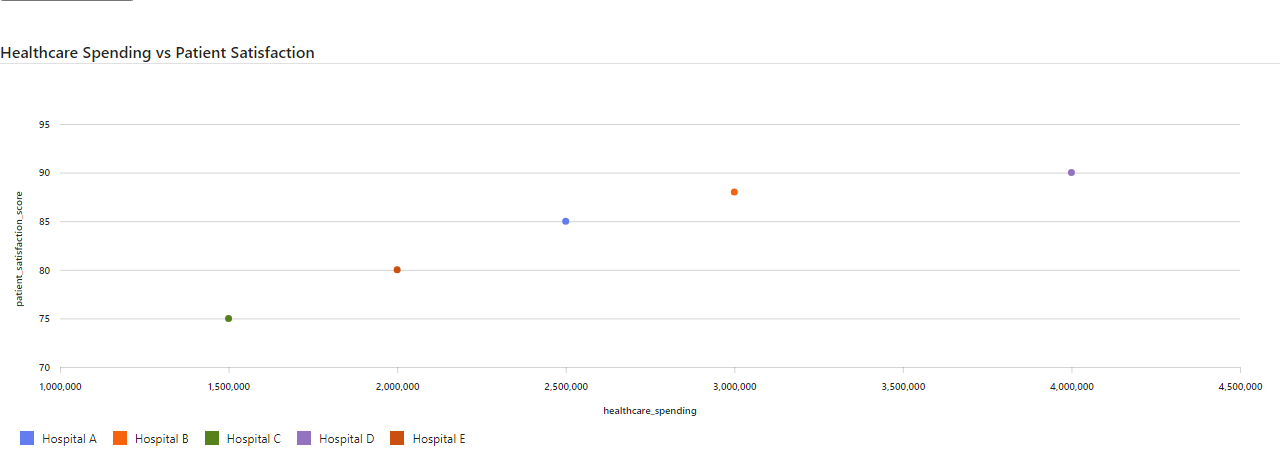 Healthcare Spending vs Patient Satisfaction
95
90
85
80
75
70
patient_satisfaction_score
1,000,000 1,500,000 2,000,000 2,500,000 3,000,000 3,500,000 4,000,000 4,500,000
healthcare_spending
Hospital A Hospital B Hospital C Hospital D Hospital E